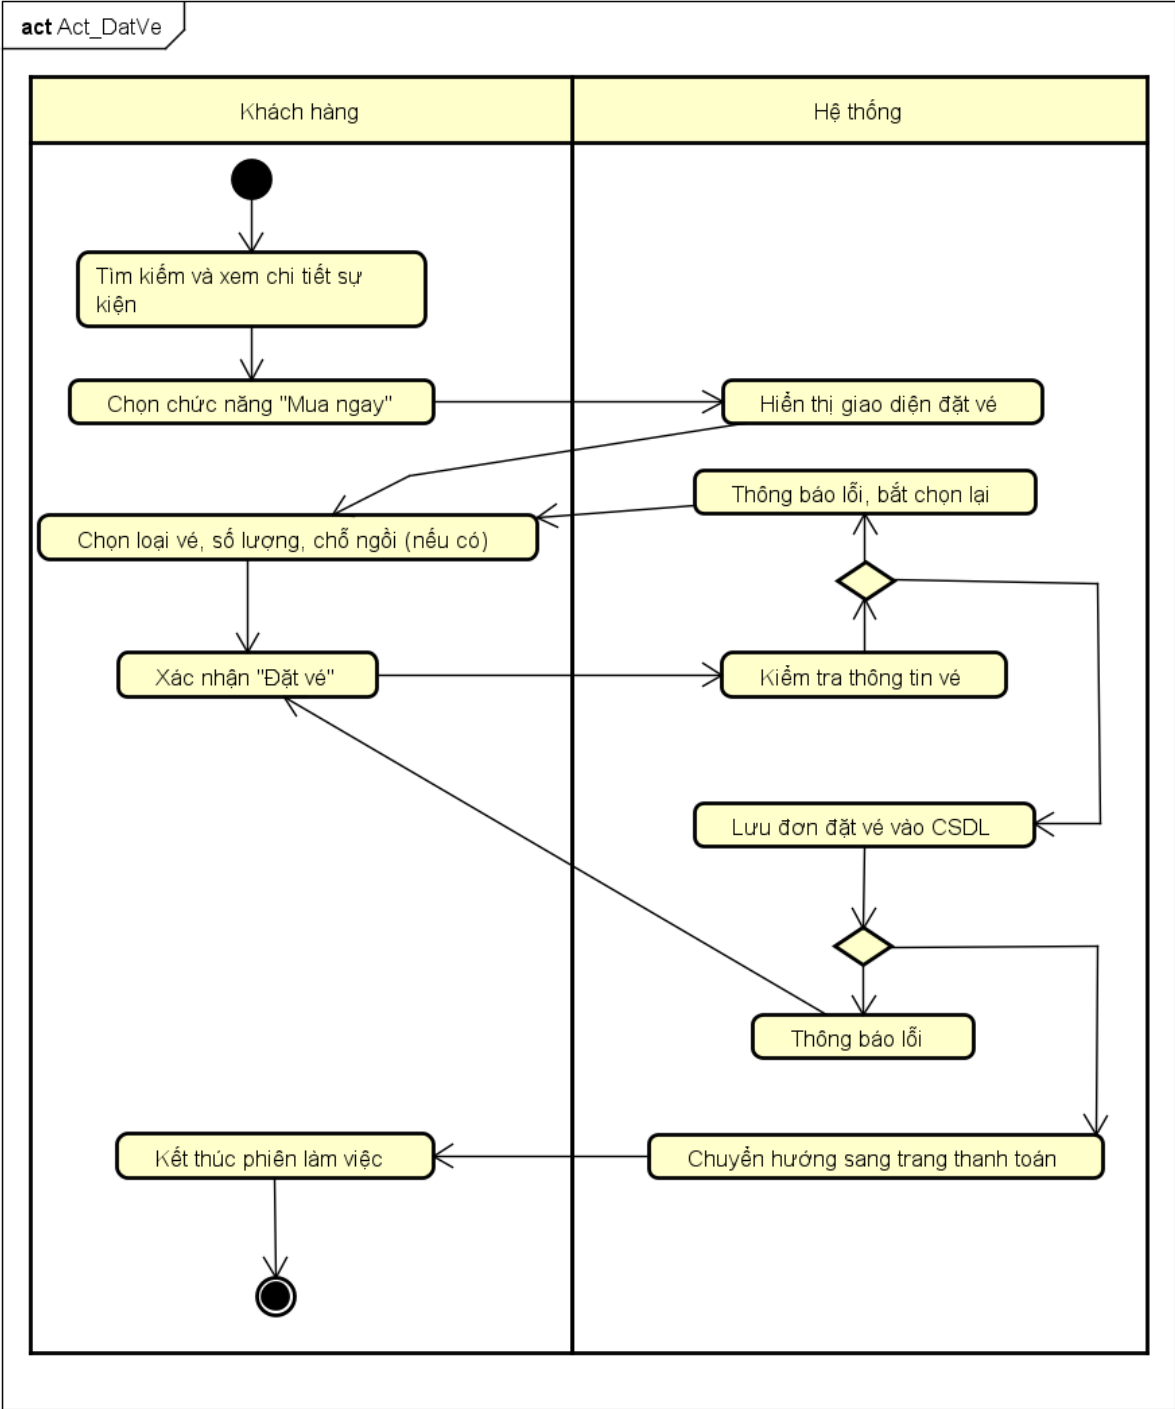 act Act_DatVe
Khách hàng
Hệ thống
Tìm kiếm và xem chi tiết sự
kiện
Chọn chức năng "Mua ngay"
Hiển thị giao diện đặt vé
Thông báo lỗi, bắt chọn lại
Chọn loại vé, số lượng, chỗ ngồi (nếu có)
Xác nhận "Đặt vé"
Kiểm tra thông tin vé
Lưu đơn đặt vé vào CSDL
Thông báo lỗi
Kết thúc phiên làm việc
Chuyển hướng sang trang thanh toán